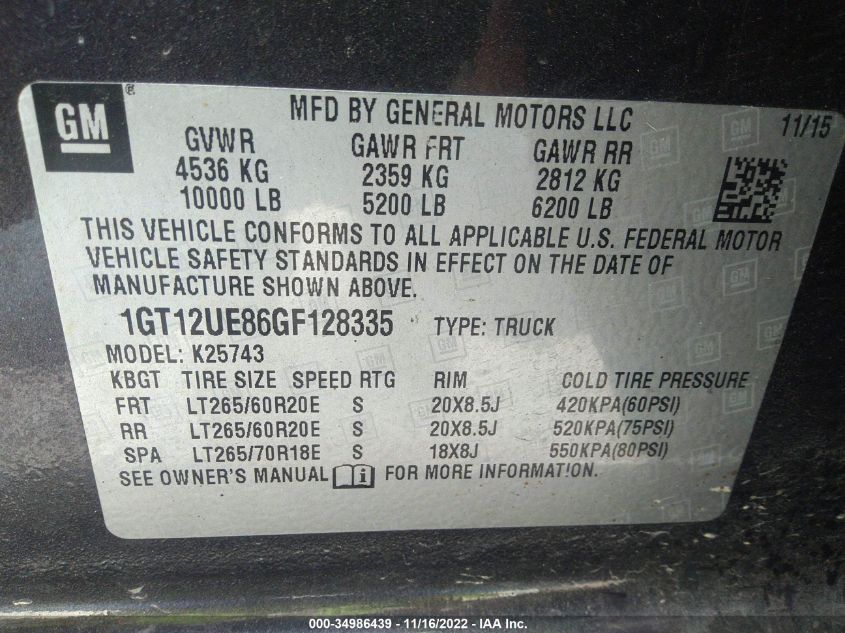 GM
®
MFD BY GENERAL MOTORS LLC
11/15
GVWR GAWR FRT GAWR RR
4536 KG 2359 KG 2812 KG
10000 LB 5200 LB 6200 LB
THIS VEHICLE CONFORMS TO ALL APPLICABLE U.S. FEDERAL MOTOR
VEHICLE SAFETY STANDARDS IN EFFECT ON THE DATE OF
MANUFACTURE SHOWN ABOVE.
1GT12UE86GF128335 TYPE: TRUCK
MODEL: K25743
KBGT TIRE SIZE SPEED RTG RIM COLD TIRE PRESSURE
FRT LT265/60R20E S 20X8.5J 420KPA(60PSI)
RR LT265/60R20E S 20X8.5J 520KPA(75PSI)
SPA LT265/70R18E S 18X8J 550KPA(80PSI)
SEE OWNER'S MANUAL i FOR MORE INFORMATION.
000-34986439 - 11/16/2022 - IAA Inc.